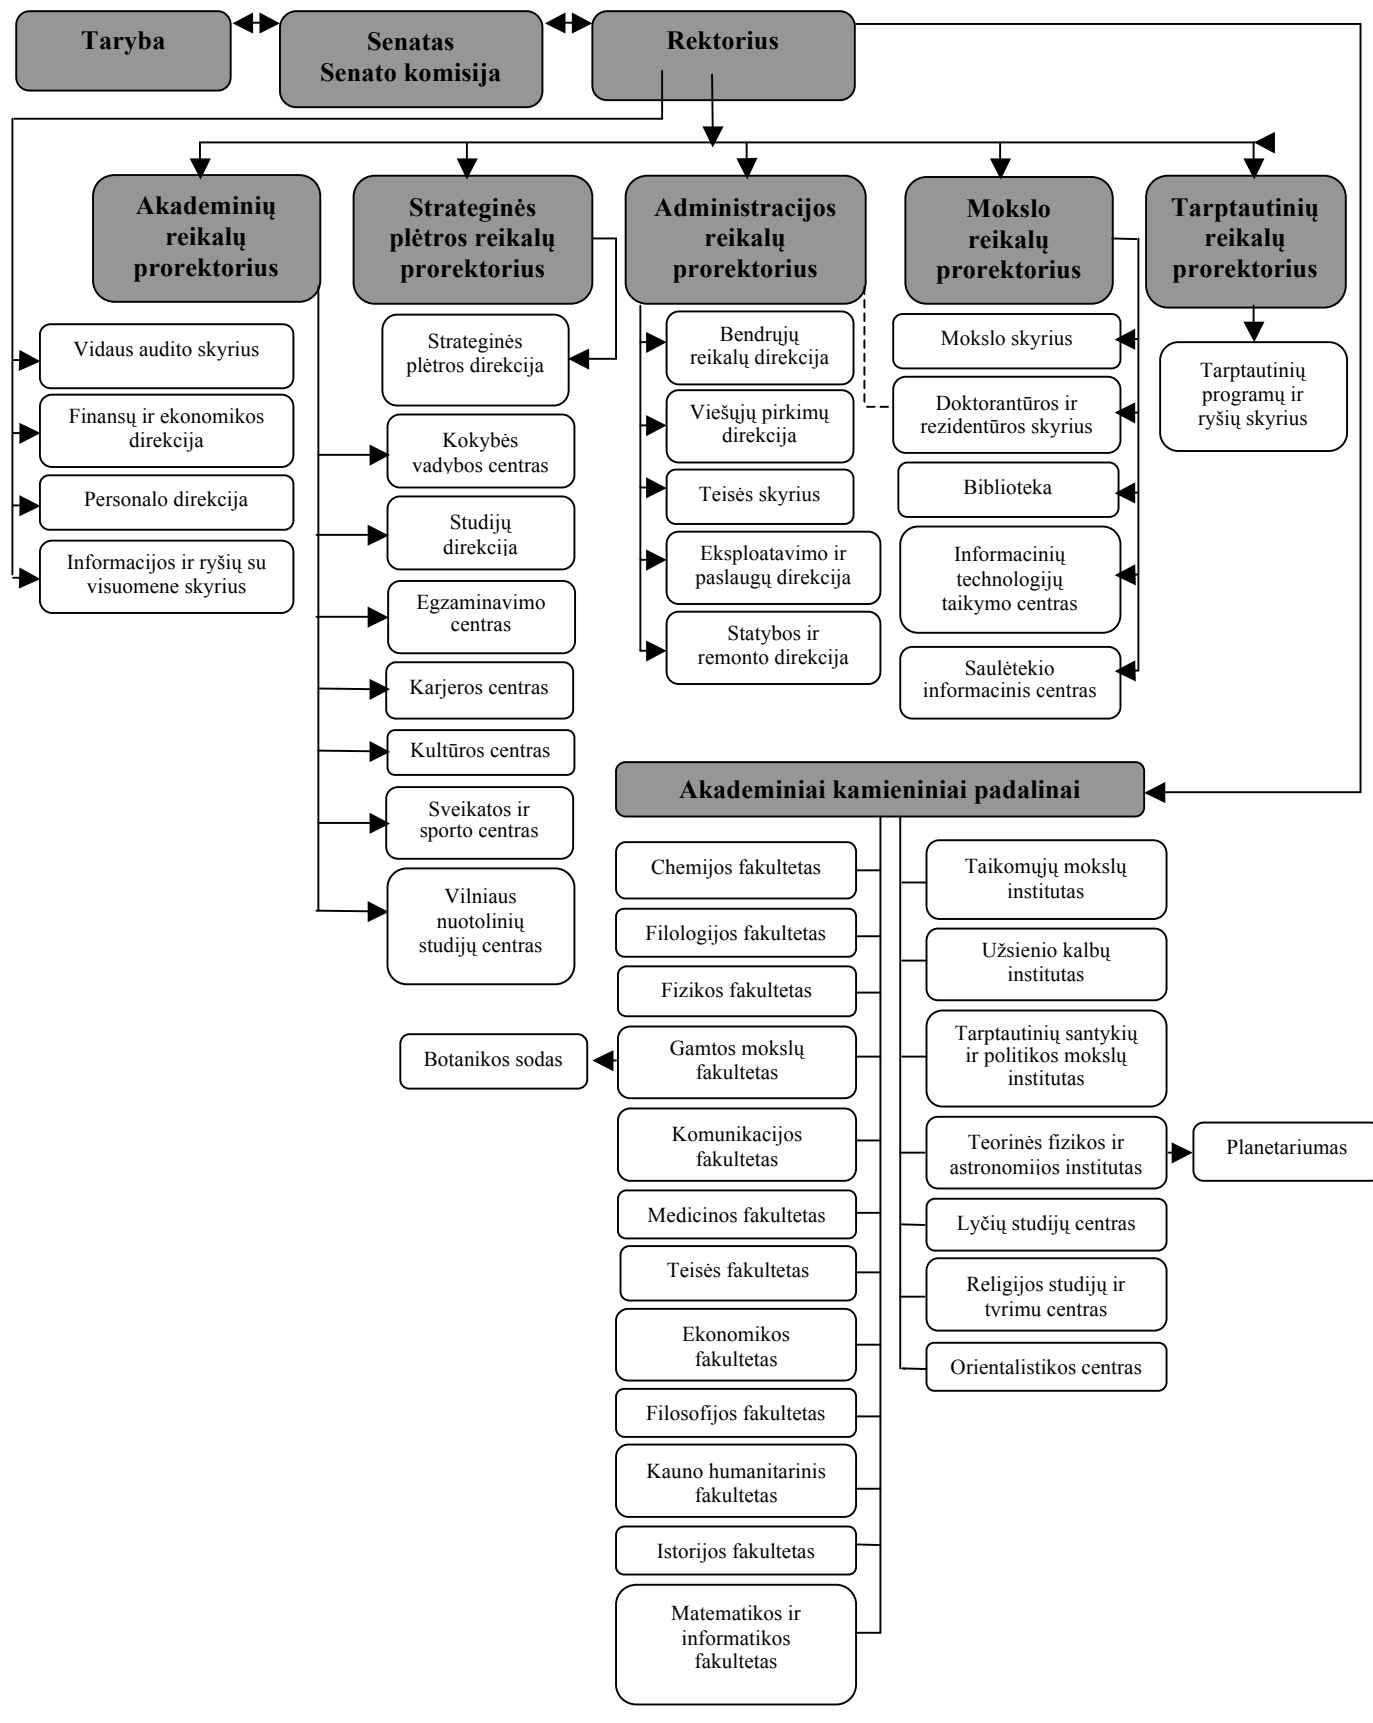 Taryba
Senatas
Senato komisija
Rektorius
Akademinių
reikalų
prorektorius
Strateginės
plėtros reikalų
prorektorius
Administracijos
reikalų
prorektorius
Mokslo
reikalų
prorektorius
Tarptautinių
reikalų
prorektorius
Vidaus audito skyrius
Finansų ir ekonomikos
direkcija
Personalo direkcija
Informacijos ir ryšių su
visuomene skyrius
Strateginės
plėtros direkcija
Kokybės
vadybos centras
Studijų
direkcija
Egzaminavimo
centras
Karjeros centras
Kultūros centras
Sveikatos ir
sporto centras
Vilniaus
nuotolinių
studijų centras
Bendrųjų
reikalų direkcija
Viešųjų pirkimų
direkcija
Teisės skyrius
Eksploatavimo ir
paslaugų direkcija
Statybos ir
remonto direkcija
Mokslo skyrius
Doktorantūros ir
rezidentūros skyrius
Biblioteka
Informacinių
technologijų
taikymo centras
Saulėtekio
informacinis centras
Tarptautinių
programų ir
ryšių skyrius
Akademiniai kamieniniai padalinai
Chemijos fakultetas
Filologijos fakultetas
Fizikos fakultetas
Gamtos mokslų
fakultetas
Botanikos sodas
Komunikacijos
fakultetas
Medicinos fakultetas
Teisės fakultetas
Ekonomikos
fakultetas
Filosofijos fakultetas
Kauno humanitarinis
fakultetas
Istorijos fakultetas
Matematikos ir
informatikos
fakultetas
Taikomųjų mokslų
institutas
Užsienio kalbų
institutas
Tarptautinių santykių
ir politikos mokslų
institutas
Teorinės fizikos ir
astronomijos institutas
Planetariumas
Lyčių studijų centras
Religijos studijų ir
tyrimu centras
Orientalistikos centras